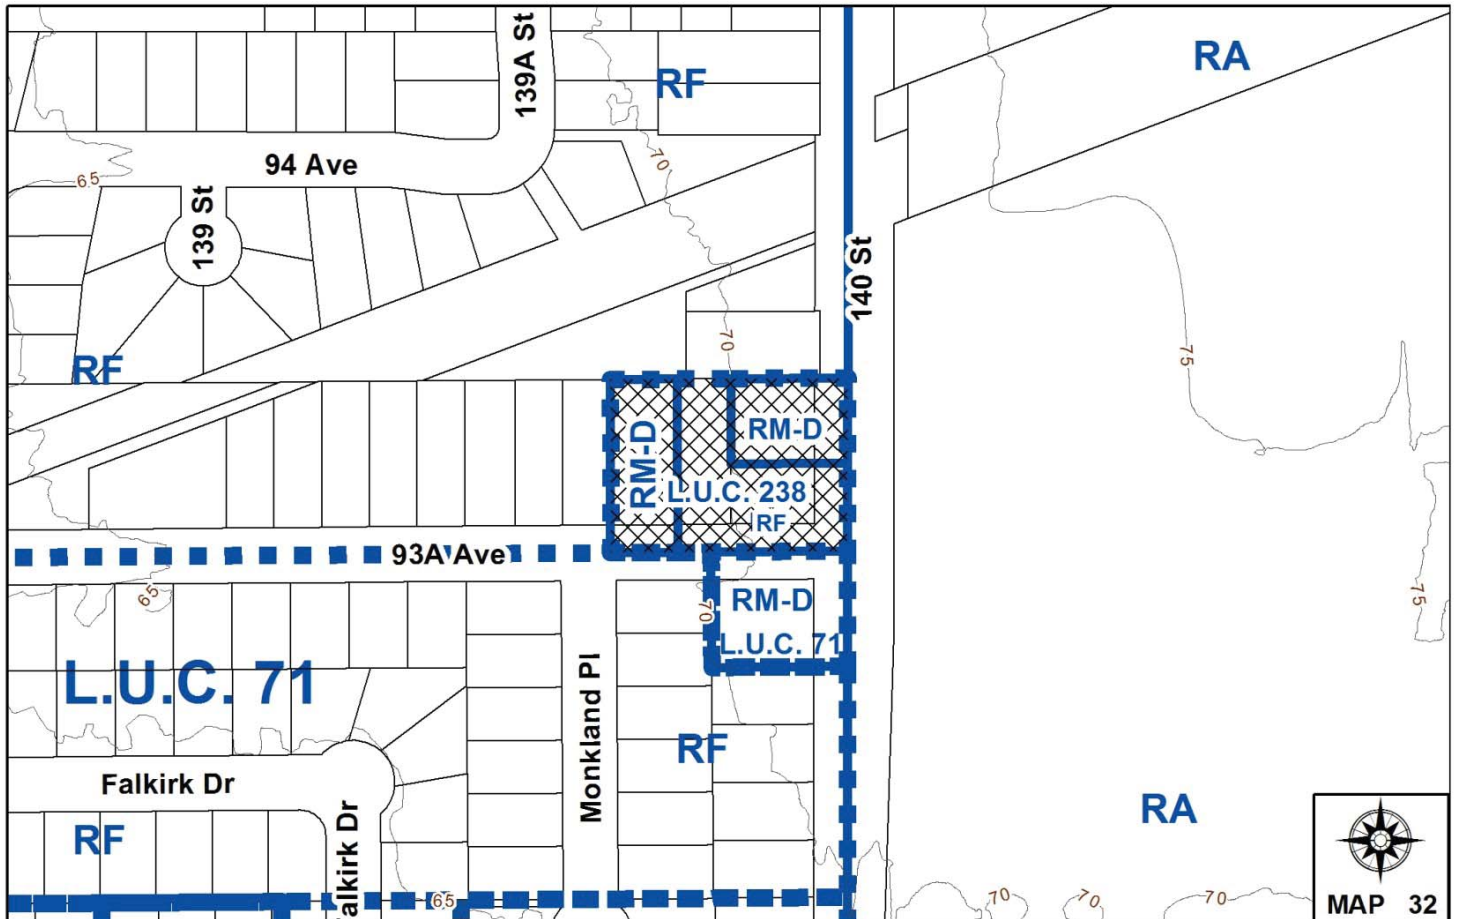 139A St
RF
RA
94 Ave
70
65
139 St
140 St
70
75
RF
RM-D
RM-D
L.U.C. 238
RF
93A Ave
65
70
RM-D
75
L.U.C. 71
L.U.C. 71
Monkland Pl
RF
Falkirk Dr
RA
RF
alkirk Dr
65
70
70
70
MAP 32